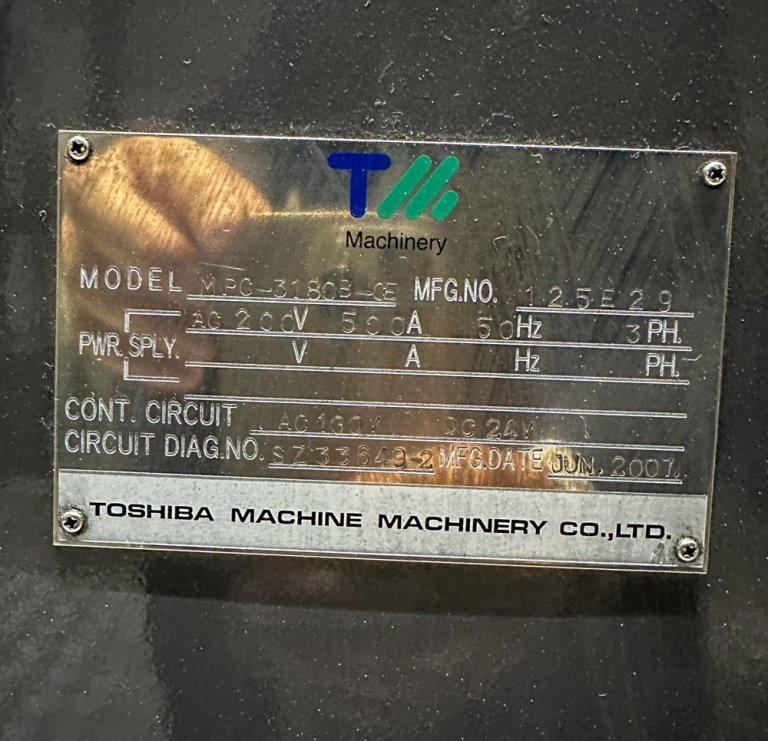 TM
Machinery
MODEL MPC-3180B-CE MFG.NO. 125E29
PWR. SPLY. AC 200V 500A 50Hz 3PH.
V A Hz PH.
CONT. CIRCUIT AC100V DC24V
CIRCUIT DIAG.NO. SZ33649-2 MFG.DATE JUN. 2007.
TOSHIBA MACHINE MACHINERY CO.,LTD.